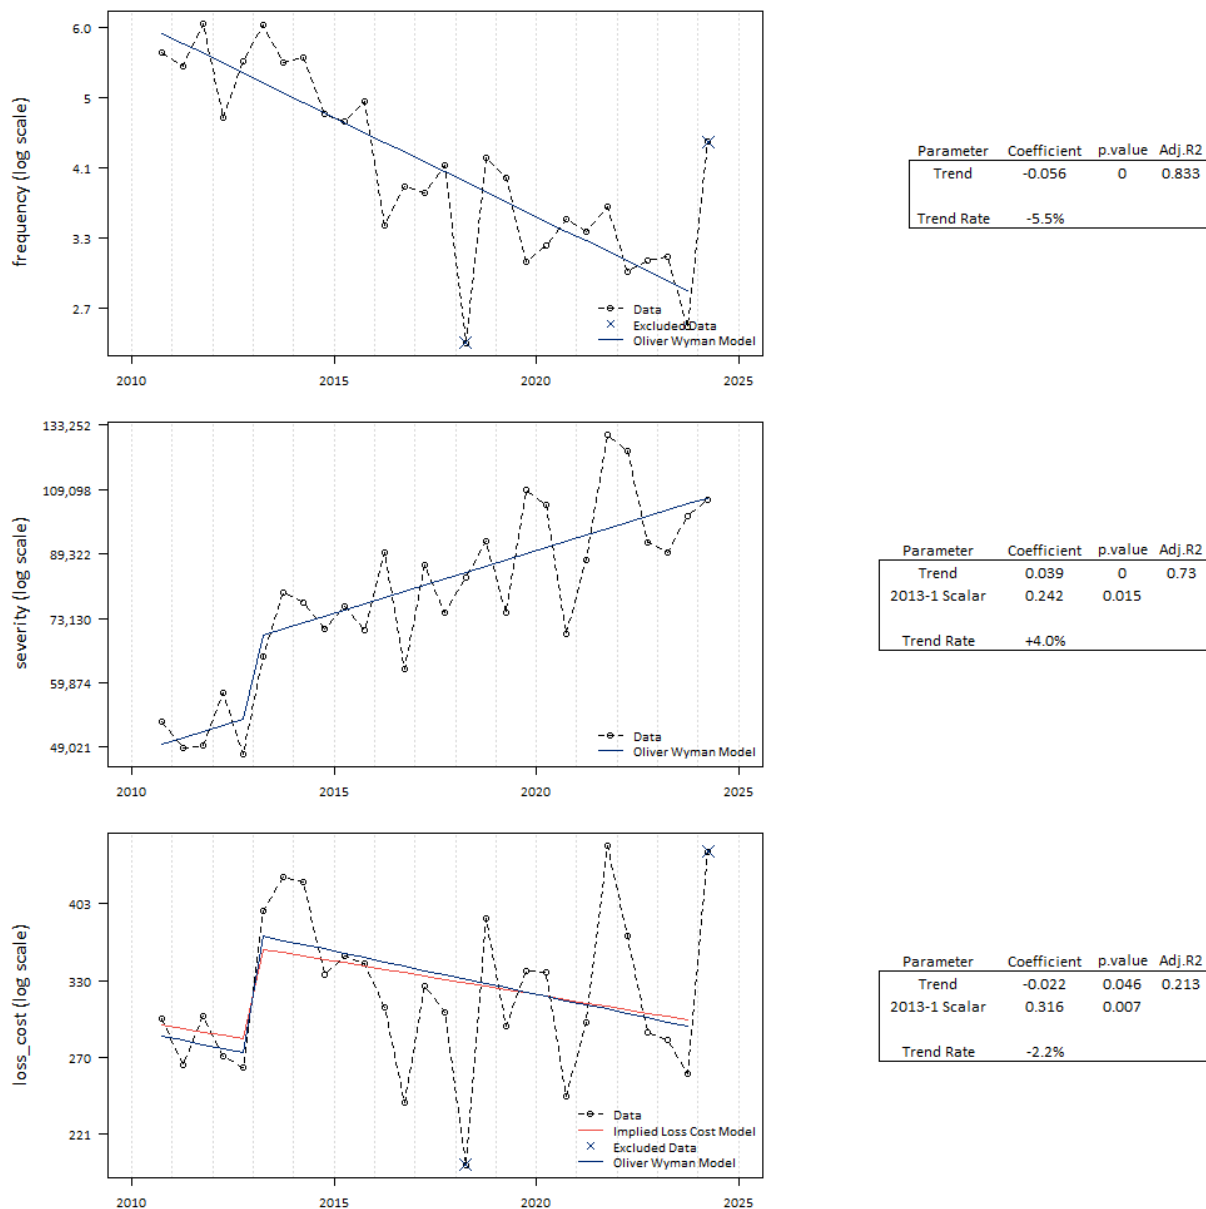 frequency (log scale)
6.0
5
4.1
3.3
2.7
Data
Excluded Data
Oliver Wyman Model
2010 2015 2020 2025
Parameter Coefficient p.value Adj.R2
Trend -0.056 0 0.833
Trend Rate -5.5%
severity (log scale)
133,252
109,098
89,322
73,130
59,874
49,021
Data
Oliver Wyman Model
2010 2015 2020 2025
Parameter Coefficient p.value Adj.R2
Trend 0.039 0 0.73
2013-1 Scalar 0.242 0.015
Trend Rate +4.0%
loss_cost (log scale)
403
330
270
221
Data
Implied Loss Cost Model
Excluded Data
Oliver Wyman Model
2010 2015 2020 2025
Parameter Coefficient p.value Adj.R2
Trend -0.022 0.046 0.213
2013-1 Scalar 0.316 0.007
Trend Rate -2.2%